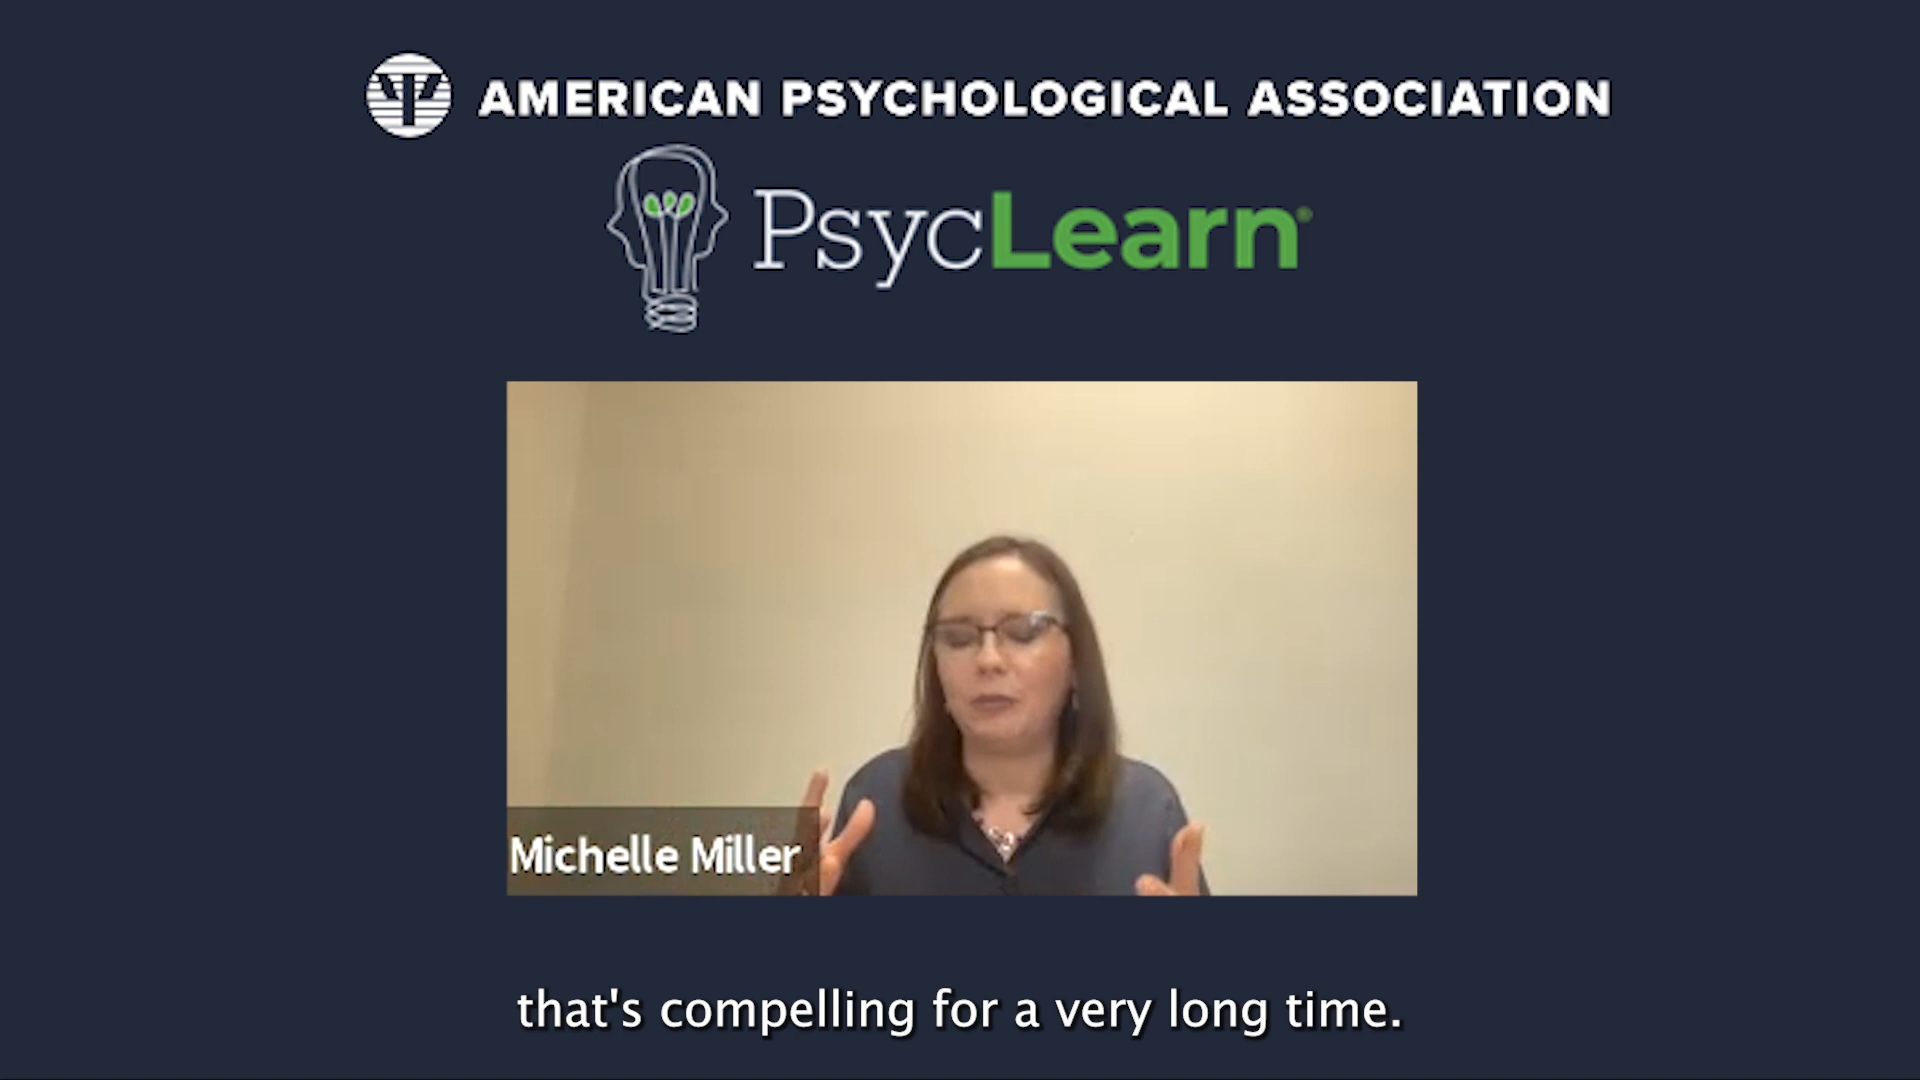 AMERICAN PSYCHOLOGICAL ASSOCIATION
PsycLearn®
Michelle Miller
that's compelling for a very long time.